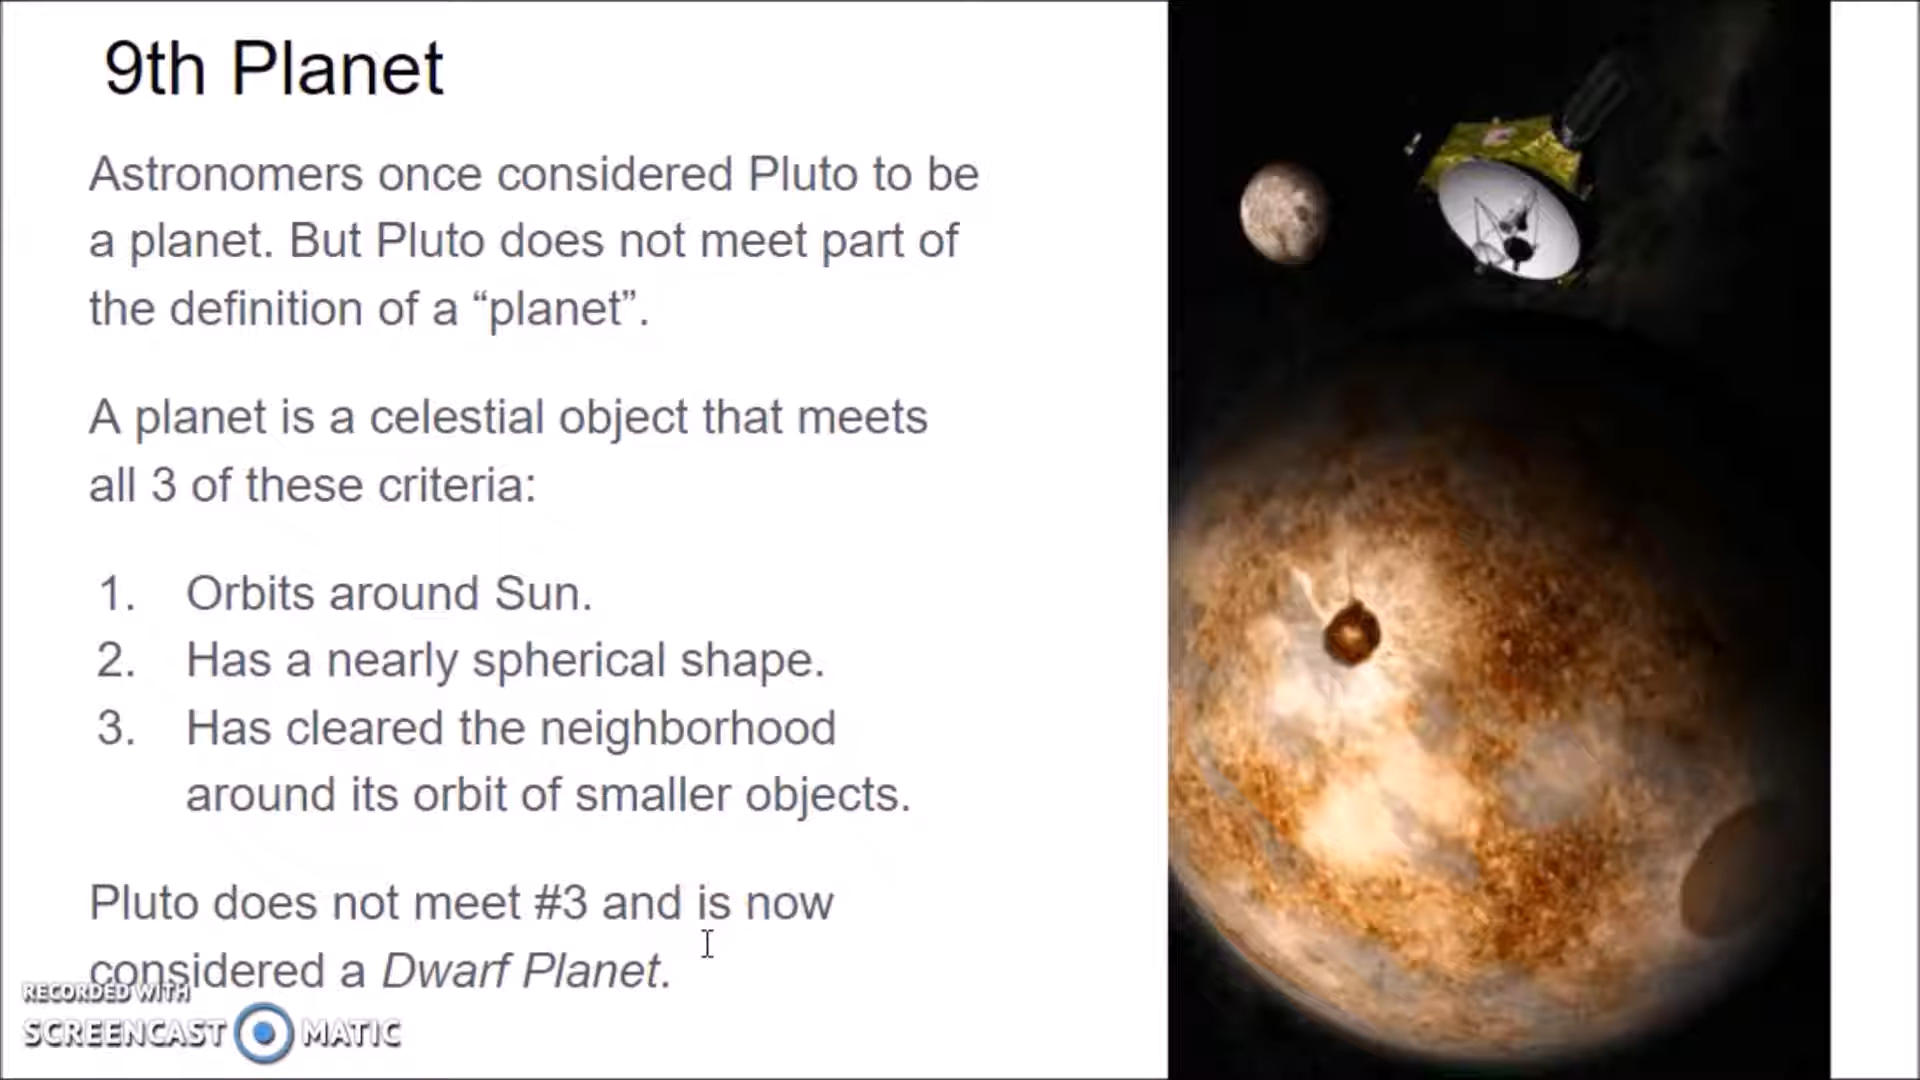 9th Planet
Astronomers once considered Pluto to be
a planet. But Pluto does not meet part of
the definition of a “planet”.
A planet is a celestial object that meets
all 3 of these criteria:
1. Orbits around Sun.
2. Has a nearly spherical shape.
3. Has cleared the neighborhood
around its orbit of smaller objects.
Pluto does not meet #3 and is now
considered a Dwarf Planet.
RECORDED WITH
SCREENCAST MATIC